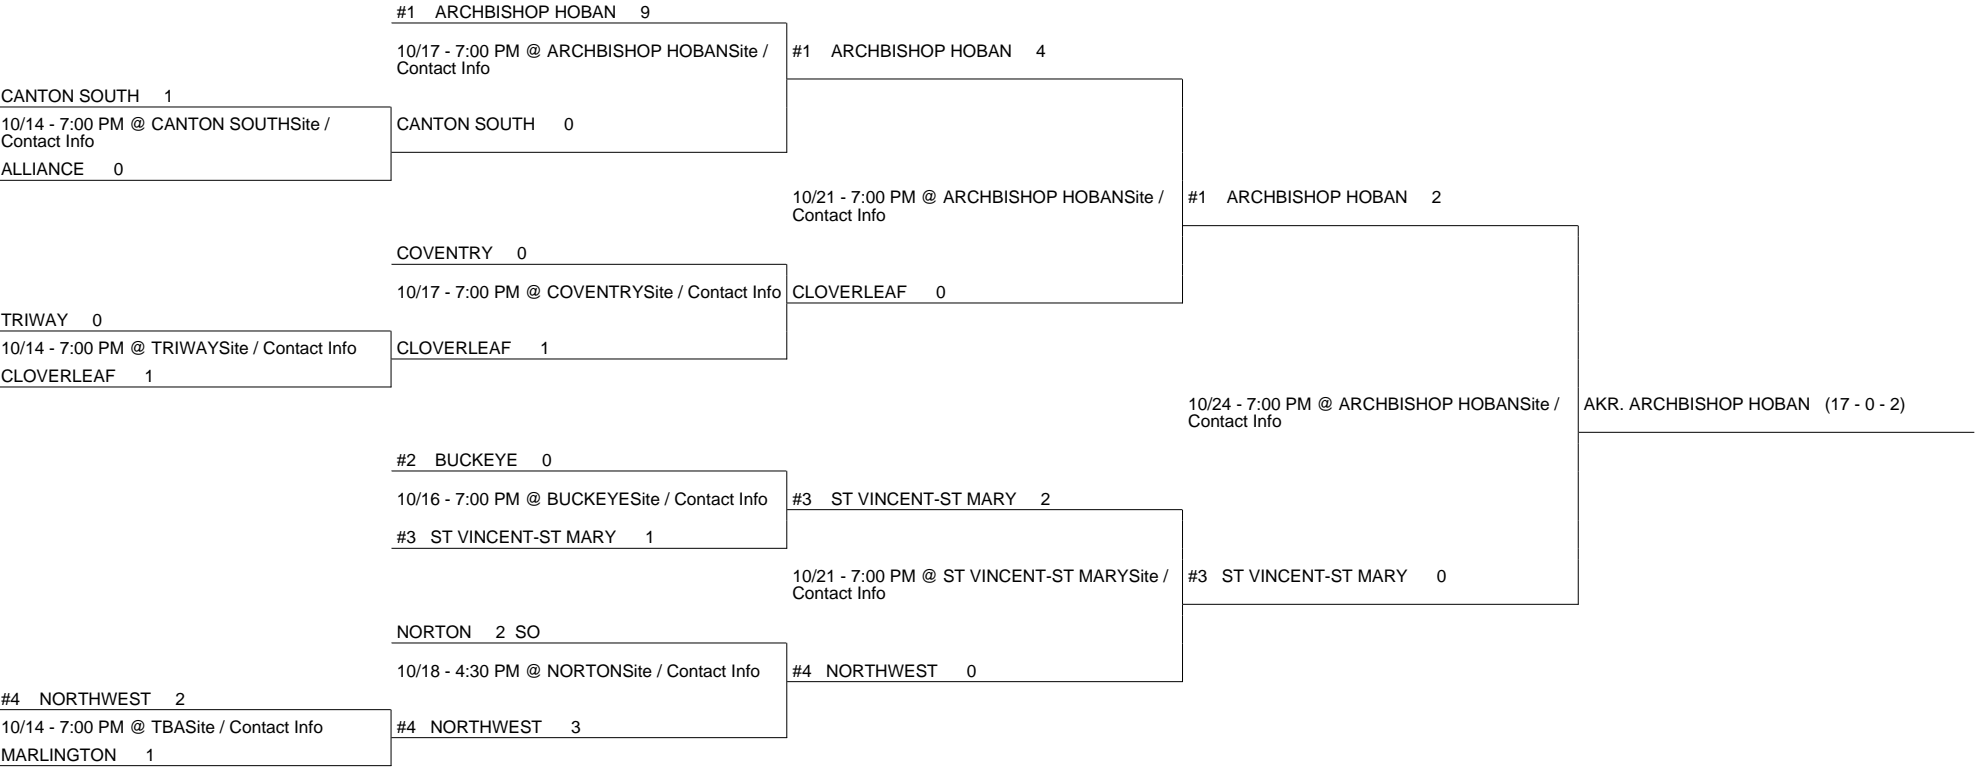 #1 ARCHBISHOP HOBAN 9
10/17 - 7:00 PM @ ARCHBISHOP HOBANSite /
Contact Info
#1 ARCHBISHOP HOBAN 4
CANTON SOUTH 1
10/14 - 7:00 PM @ CANTON SOUTHSite /
Contact Info
CANTON SOUTH 0
ALLIANCE 0
10/21 - 7:00 PM @ ARCHBISHOP HOBANSite /
Contact Info
#1 ARCHBISHOP HOBAN 2
COVENTRY 0
10/17 - 7:00 PM @ COVENTRYSite / Contact Info
CLOVERLEAF 0
TRIWAY 0
10/14 - 7:00 PM @ TRIWAYSite / Contact Info
CLOVERLEAF 1
CLOVERLEAF 1
10/24 - 7:00 PM @ ARCHBISHOP HOBANSite /
Contact Info
AKR. ARCHBISHOP HOBAN (17 - 0 - 2)
#2 BUCKEYE 0
10/16 - 7:00 PM @ BUCKEYESite / Contact Info
#3 ST VINCENT-ST MARY 2
#3 ST VINCENT-ST MARY 1
10/21 - 7:00 PM @ ST VINCENT-ST MARYSite /
Contact Info
#3 ST VINCENT-ST MARY 0
NORTON 2 SO
10/18 - 4:30 PM @ NORTONSite / Contact Info
#4 NORTHWEST 0
#4 NORTHWEST 2
10/14 - 7:00 PM @ TBASite / Contact Info
#4 NORTHWEST 3
MARLINGTON 1